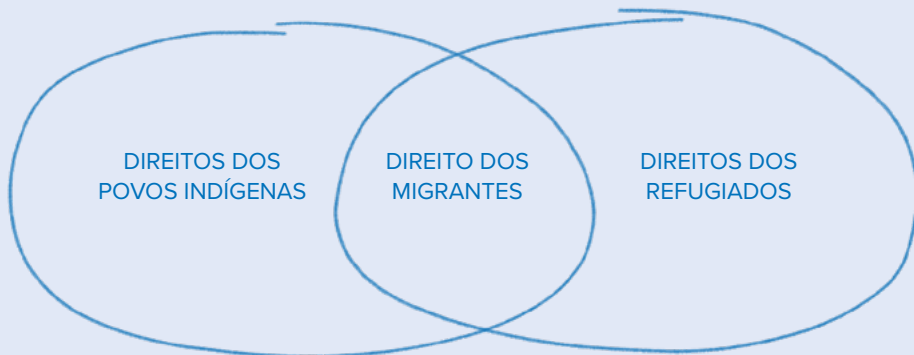 DIREITOS DOS
POVOS INDÍGENAS
DIREITO DOS
MIGRANTES
DIREITOS DOS
REFUGIADOS